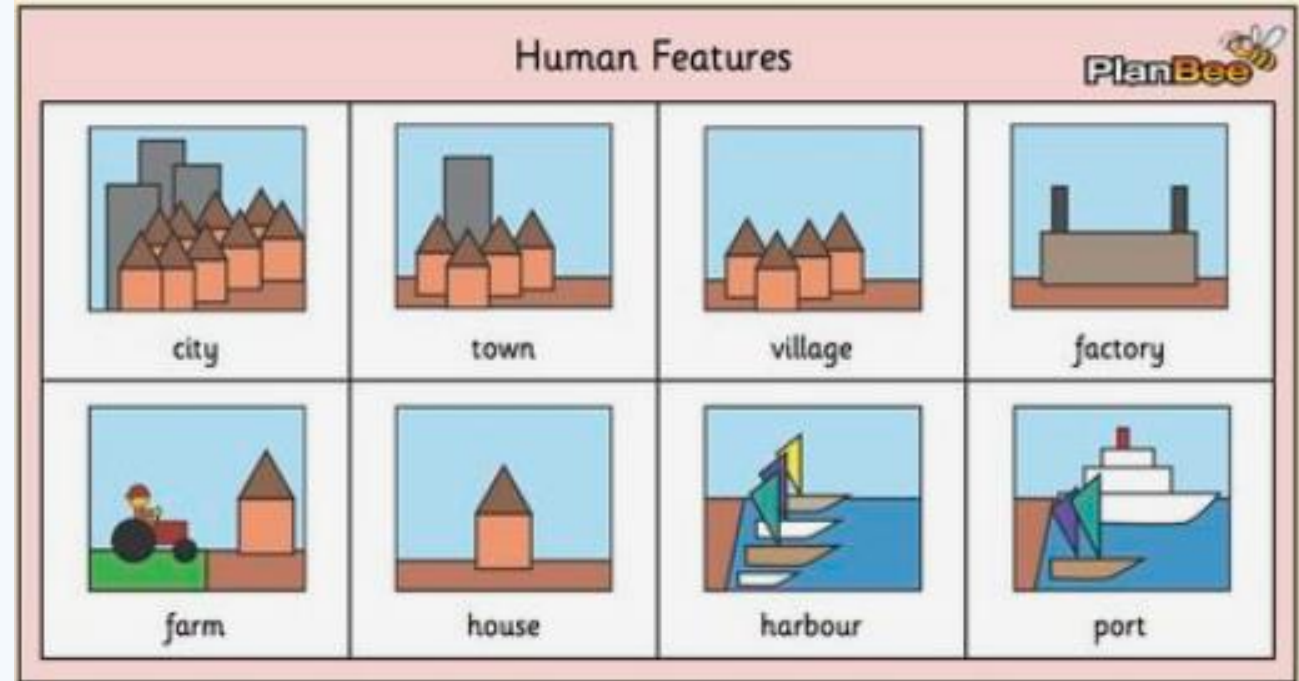 Human Features
PlanBee
city
town
village
factory
farm
house
harbour
port